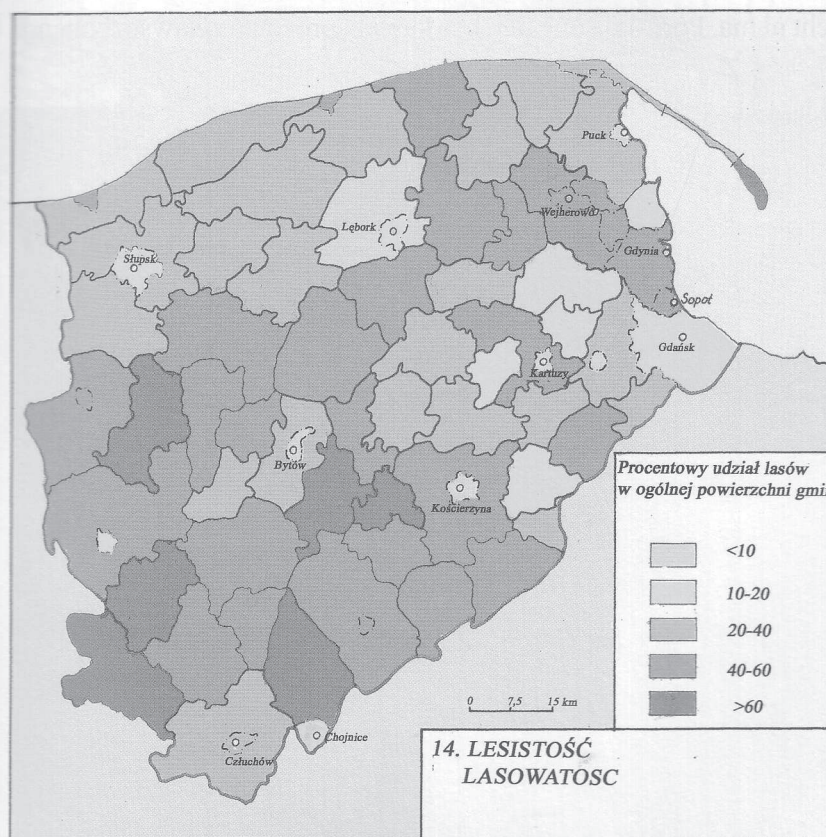 Puck
Wejherowo
Lębork
Gdynia
Słupsk
Sopot
Gdańsk
Kartuzy
Bytów
Kościerzyna
Procentowy udział lasów
w ogólnej powierzchni gmi
<10
10-20
20-40
40-60
>60
0 7,5 15 km
Chojnice
Człuchów
14. LESISTOŚĆ
LASOWATOSC